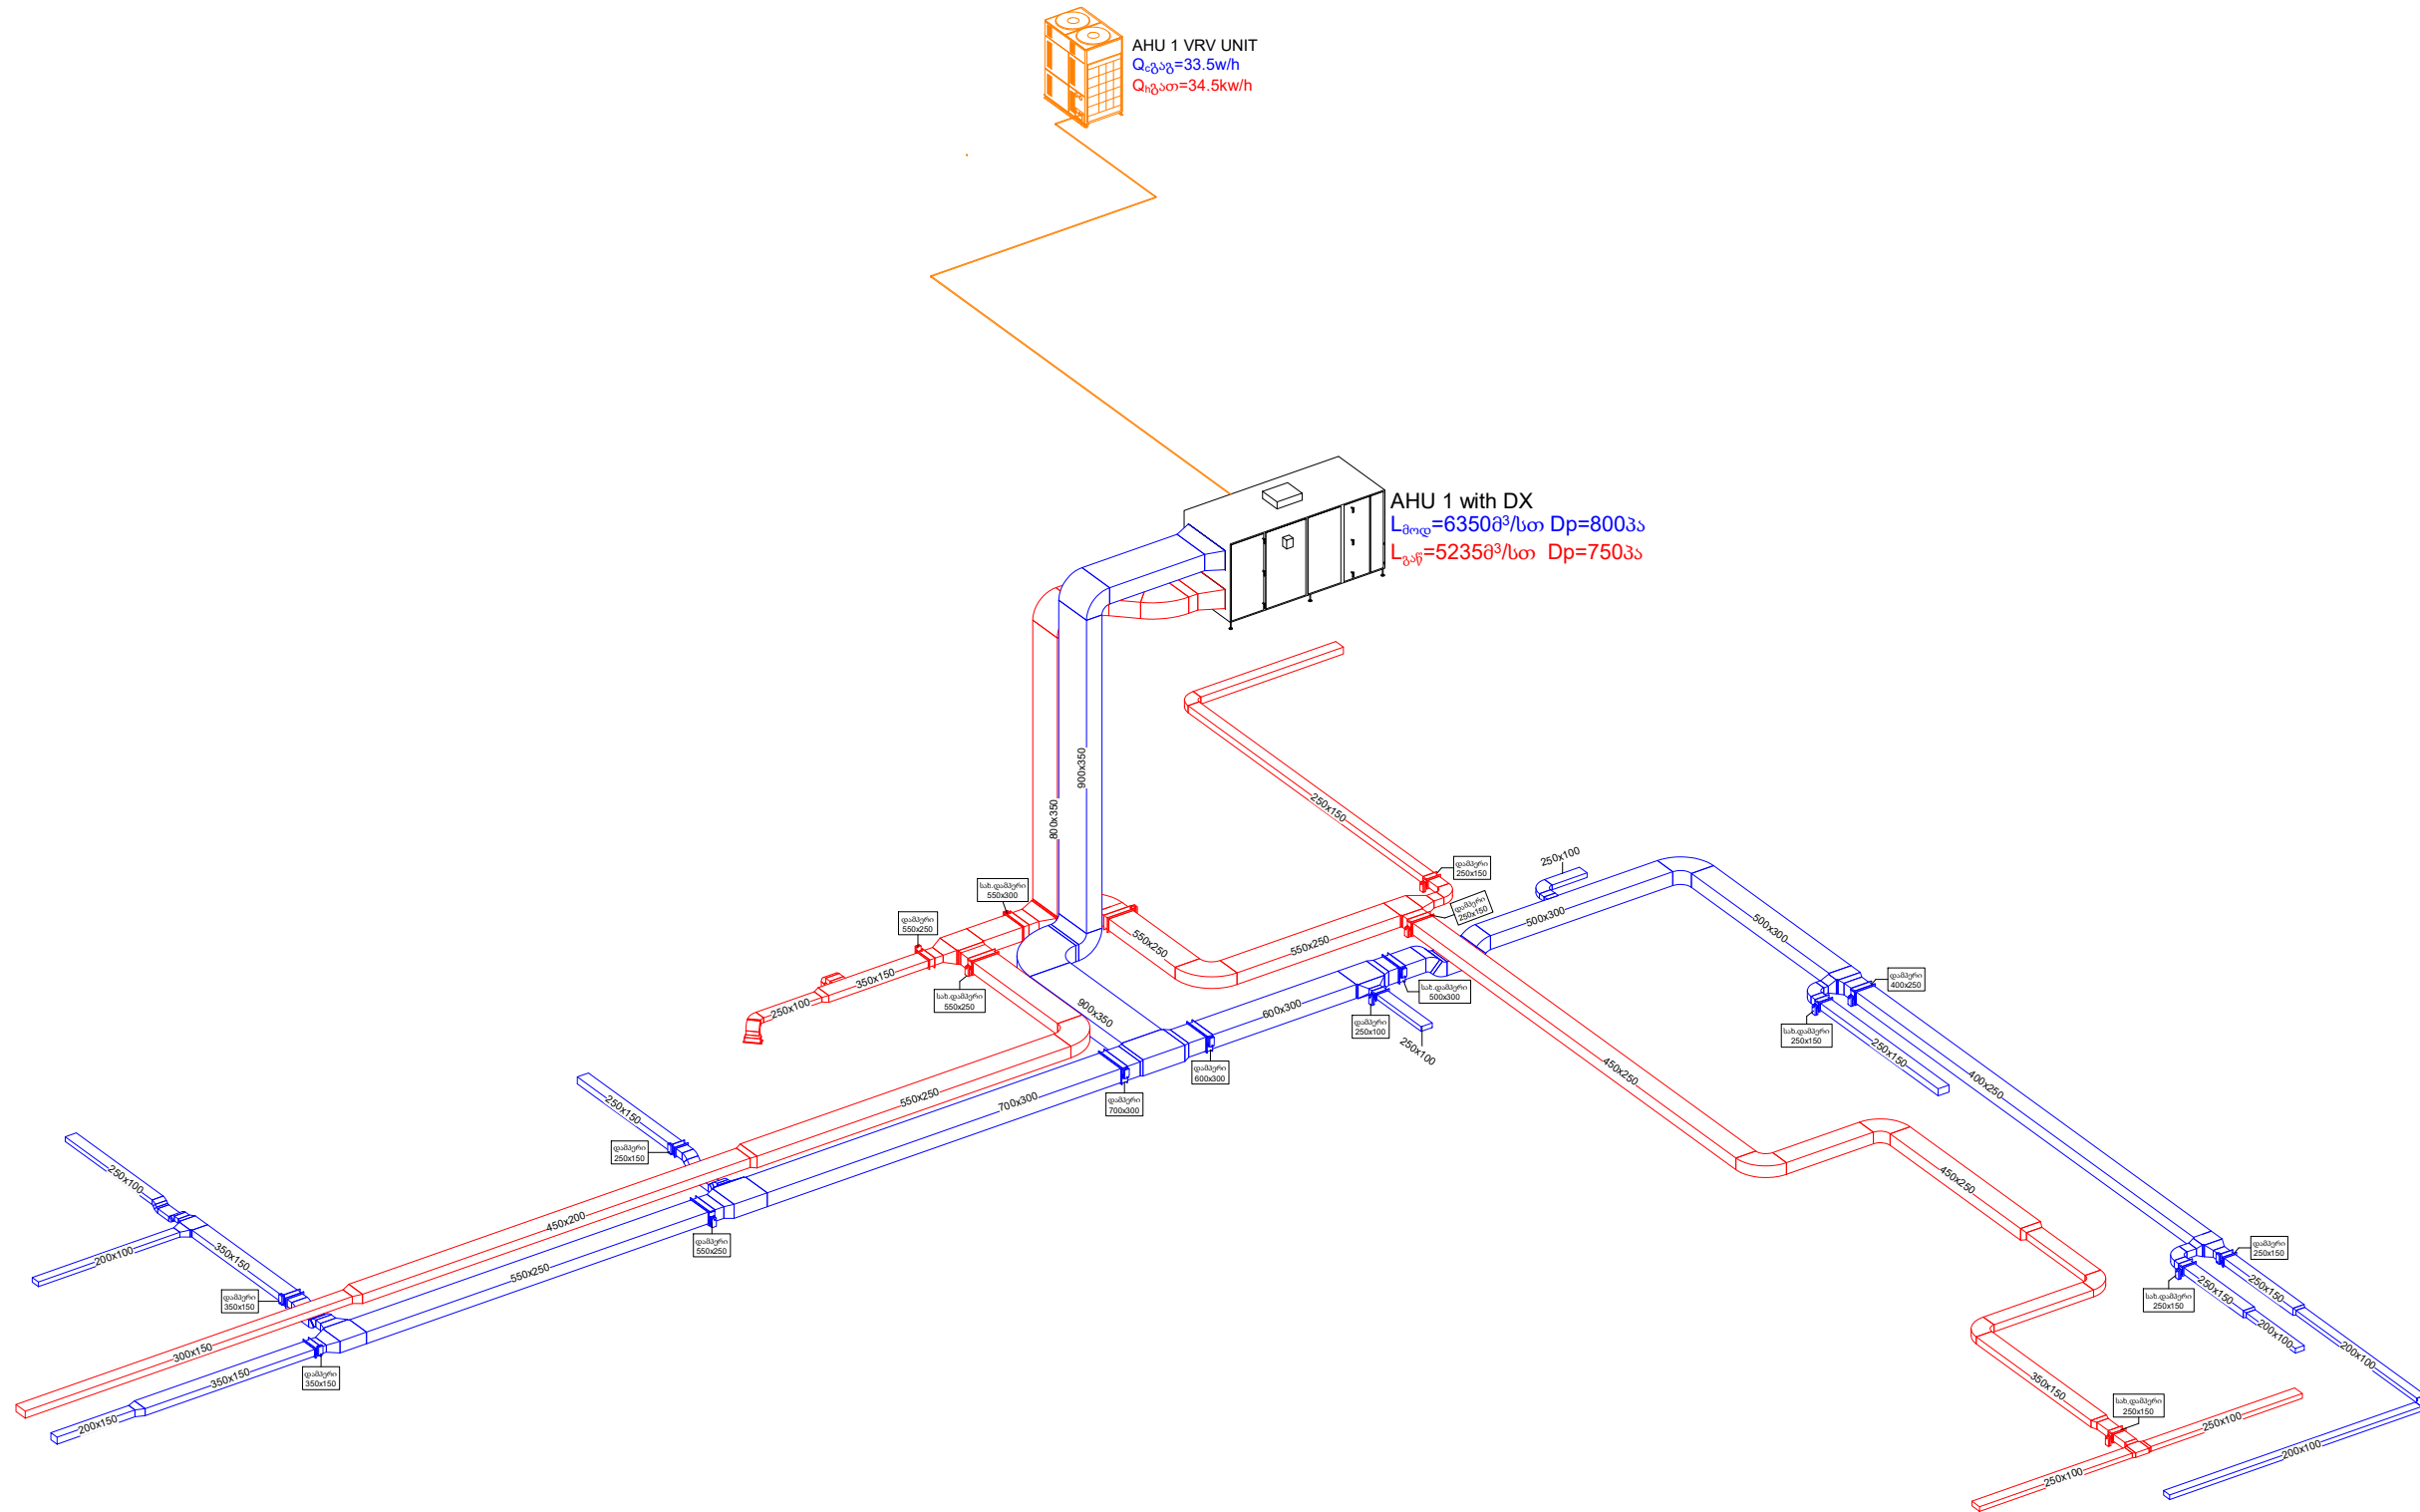 AHU 1 VRV UNIT
Qcგაგ=33.5w/h
Qhგათ=34.5kw/h
AHU 1 with DX
Lმოდ=6350მ³/სთ Dp=800პა
Lგაწ=5235მ³/სთ Dp=750პა
900x350
800x350
250x150
დამპერი
250x150
250x100
დამპერი
250x150
სახ.დამპერი
550x300
დამპერი
550x250
500x300
500x300
550x250
550x250
350x150
250x100
სახ.დამპერი
550x250
სახ.დამპერი
500x300
დამპერი
400x250
900x350
600x300
დამპერი
250x100
250x100
სახ.დამპერი
250x150
250x150
400x250
დამპერი
600x300
დამპერი
700x300
450x250
550x250
700x300
250x150
დამპერი
250x150
250x100
450x250
450x200
დამპერი
550x250
200x100
350x150
550x250
დამპერი
350x150
დამპერი
250x150
250x150
250x150
სახ.დამპერი
250x150
200x100
200x100
300x150
350x150
დამპერი
350x150
200x150
350x150
სახ.დამპერი
250x150
250x100
250x100
200x100